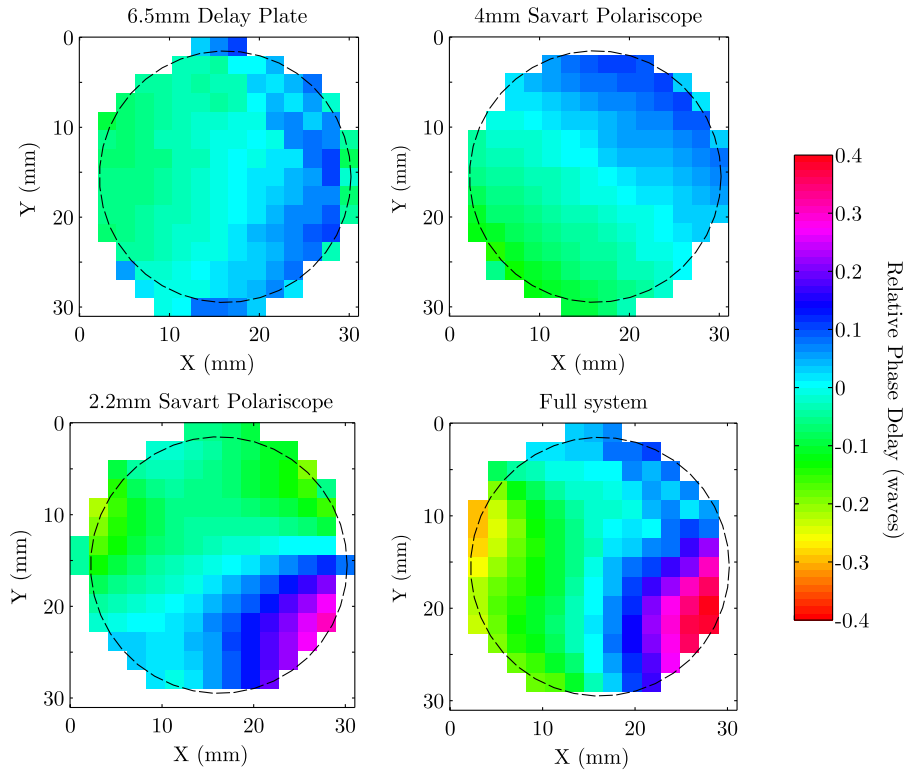 6.5mm Delay Plate
0
10
20
30
Y (mm)
0 10 20 30
X (mm)
4mm Savart Polariscope
0
10
20
30
Y (mm)
0 10 20 30
X (mm)
2.2mm Savart Polariscope
0
10
20
30
Y (mm)
0 10 20 30
X (mm)
Full system
0
10
20
30
Y (mm)
0 10 20 30
X (mm)
0.4
0.3
0.2
0.1
0
-0.1
-0.2
-0.3
-0.4
Relative Phase Delay (waves)